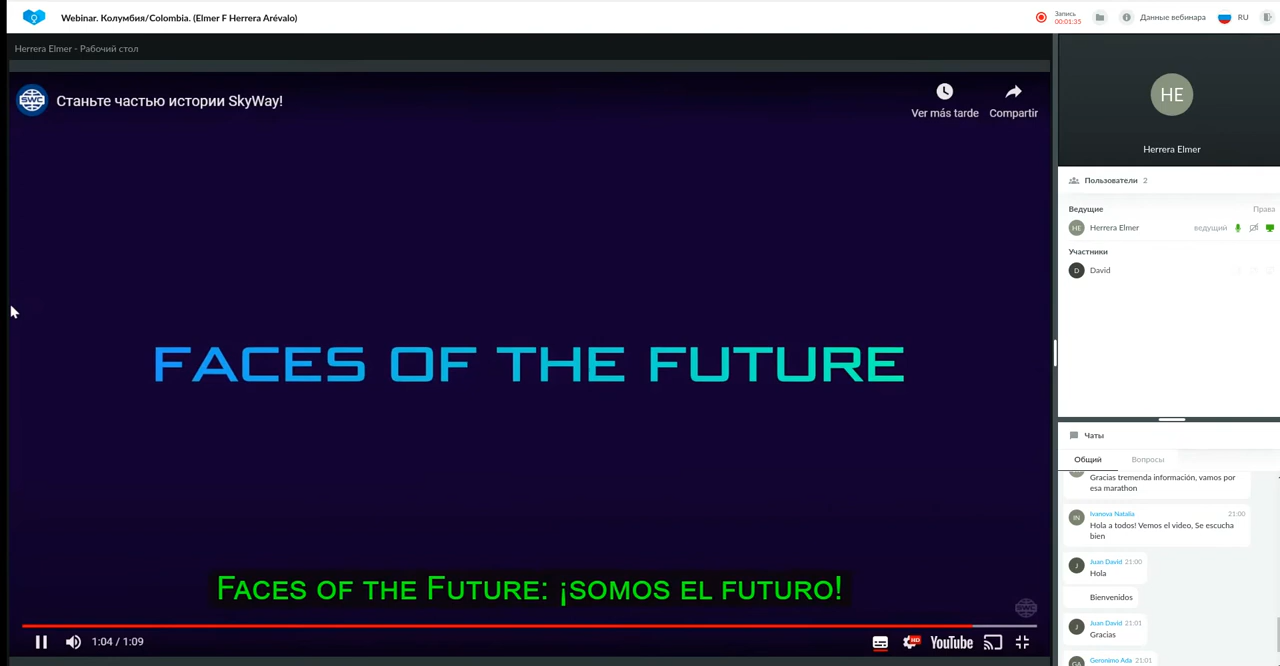 Webinar. Колумбия/Colombia. (Elmer F Herrera Arévalo)
Запись
00:01:35
Данные вебинара
RU
Herrera Elmer - Рабочий стол
SWC
Станьте частью истории SkyWay!
Ver más tarde
Compartir
FACES OF THE FUTURE
Faces of the Future: ¡somos el futuro!
SWC
1:04 / 1:09
HD
YouTube
HE
Herrera Elmer
Пользователи 2
Ведущие
Права
HE
Herrera Elmer
ведущий
Участники
D
David
Чаты
Общий
Вопросы
Gracias tremenda información, vamos por
esa marathon
IN
Ivanova Natalia
21:00
Hola a todos! Vemos el video, Se escucha
bien
J
Juan David 21:00
Hola
Bienvenidos
J
Juan David 21:01
Gracias
GA
Geronimo Ada 21:01